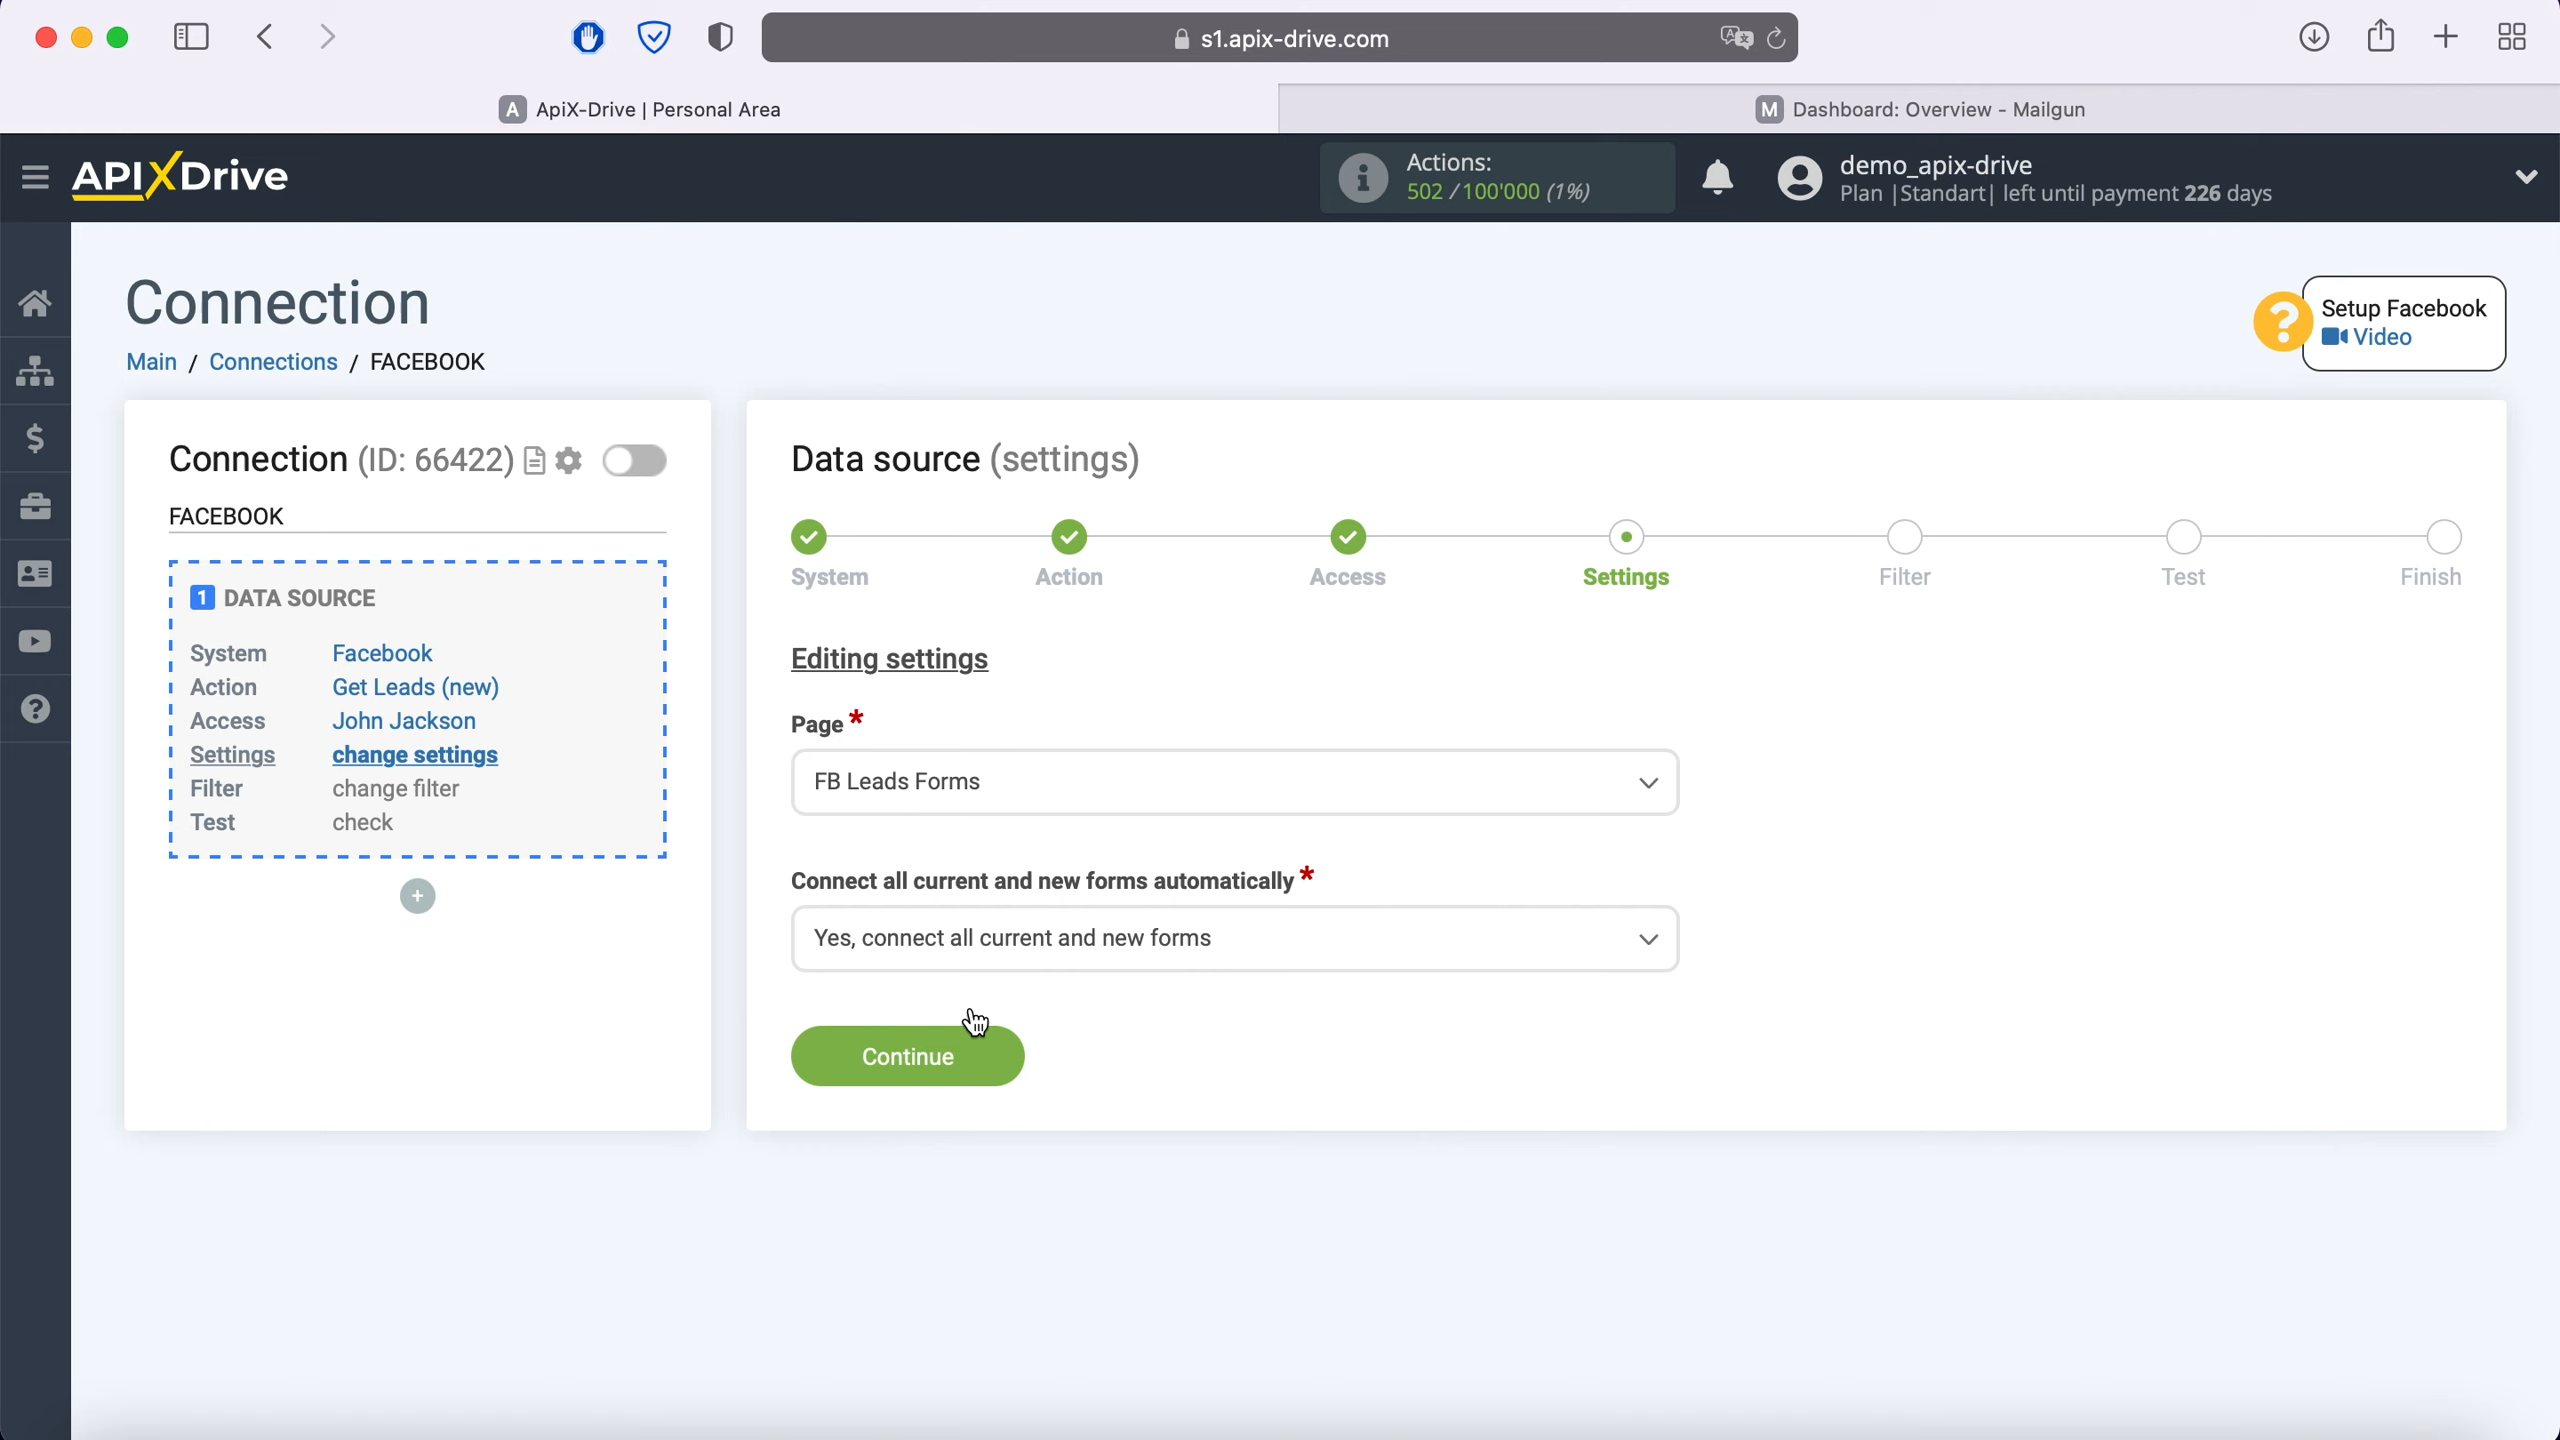 s1.apix-drive.com
A ApiX-Drive | Personal Area
M Dashboard: Overview - Mailgun
APIXDrive
Actions:
502 / 100'000 (1%)
demo_apix-drive
Plan |Standart| left until payment 226 days
Connection
Main / Connections / FACEBOOK
Setup Facebook
Video
Connection (ID: 66422)
FACEBOOK
1 DATA SOURCE
System Facebook
Action Get Leads (new)
Access John Jackson
Settings change settings
Filter change filter
Test check
+
Data source (settings)
System Action Access Settings Filter Test Finish
Editing settings
Page *
FB Leads Forms
Connect all current and new forms automatically *
Yes, connect all current and new forms
Continue